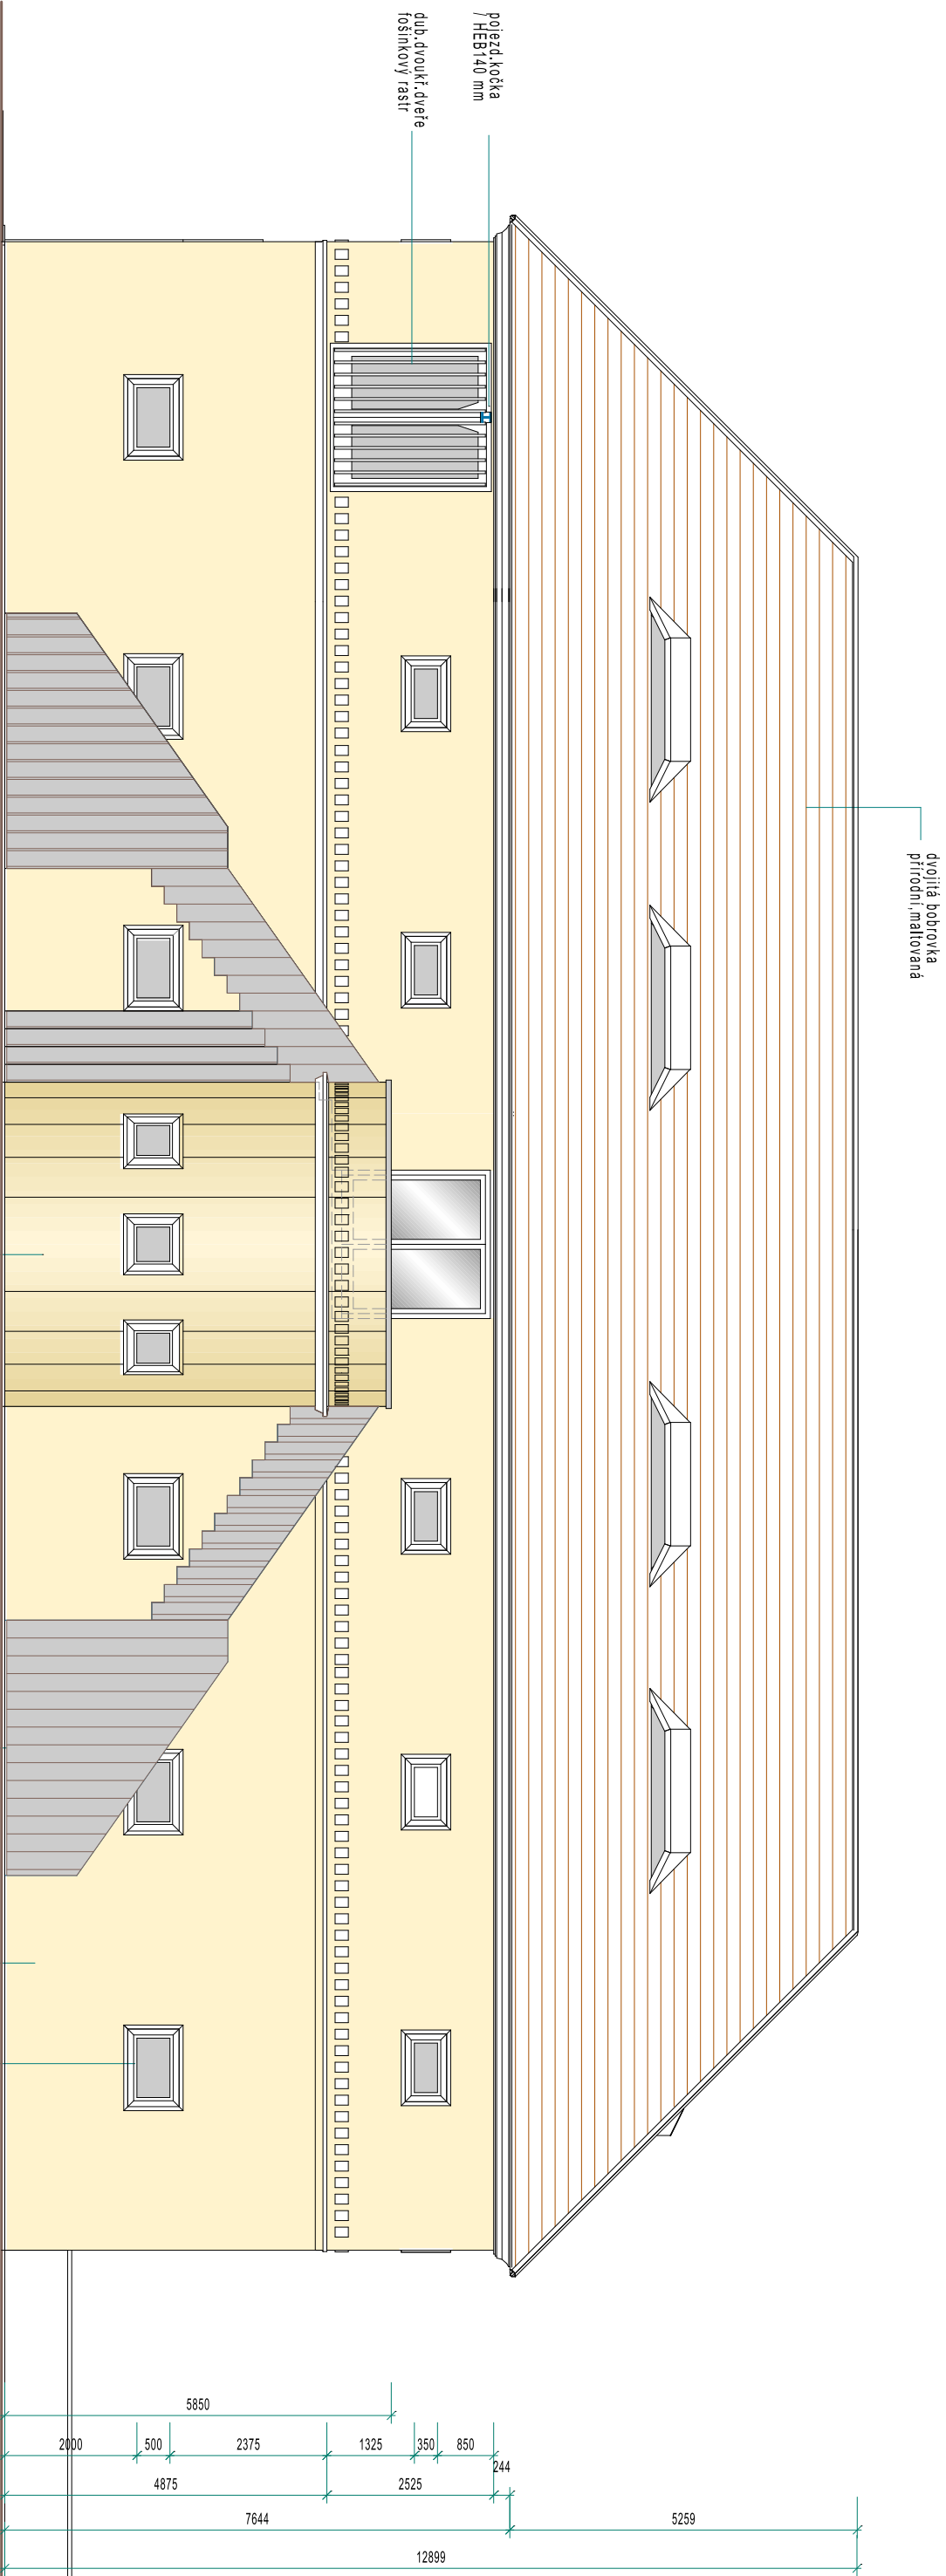 pojezd.kočka
/ HEB140 mm
dub.dvoukř.dveře
fošinkový rastr
dvojitá bobrovka
přírodní,maltovaná
5850
2000
500
2375
1325
350
850
244
4875
2525
7644
5259
12899